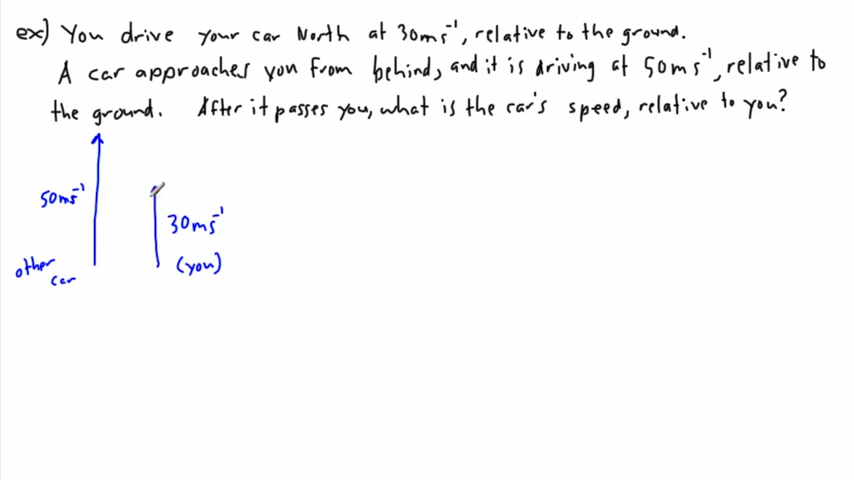 ex) You drive your car North at 30ms⁻¹, relative to the ground.
A car approaches you from behind, and it is driving at 50ms⁻¹, relative to
the ground. After it passes you, what is the car's speed, relative to you?
50ms⁻¹
30ms⁻¹
other
car
(you)